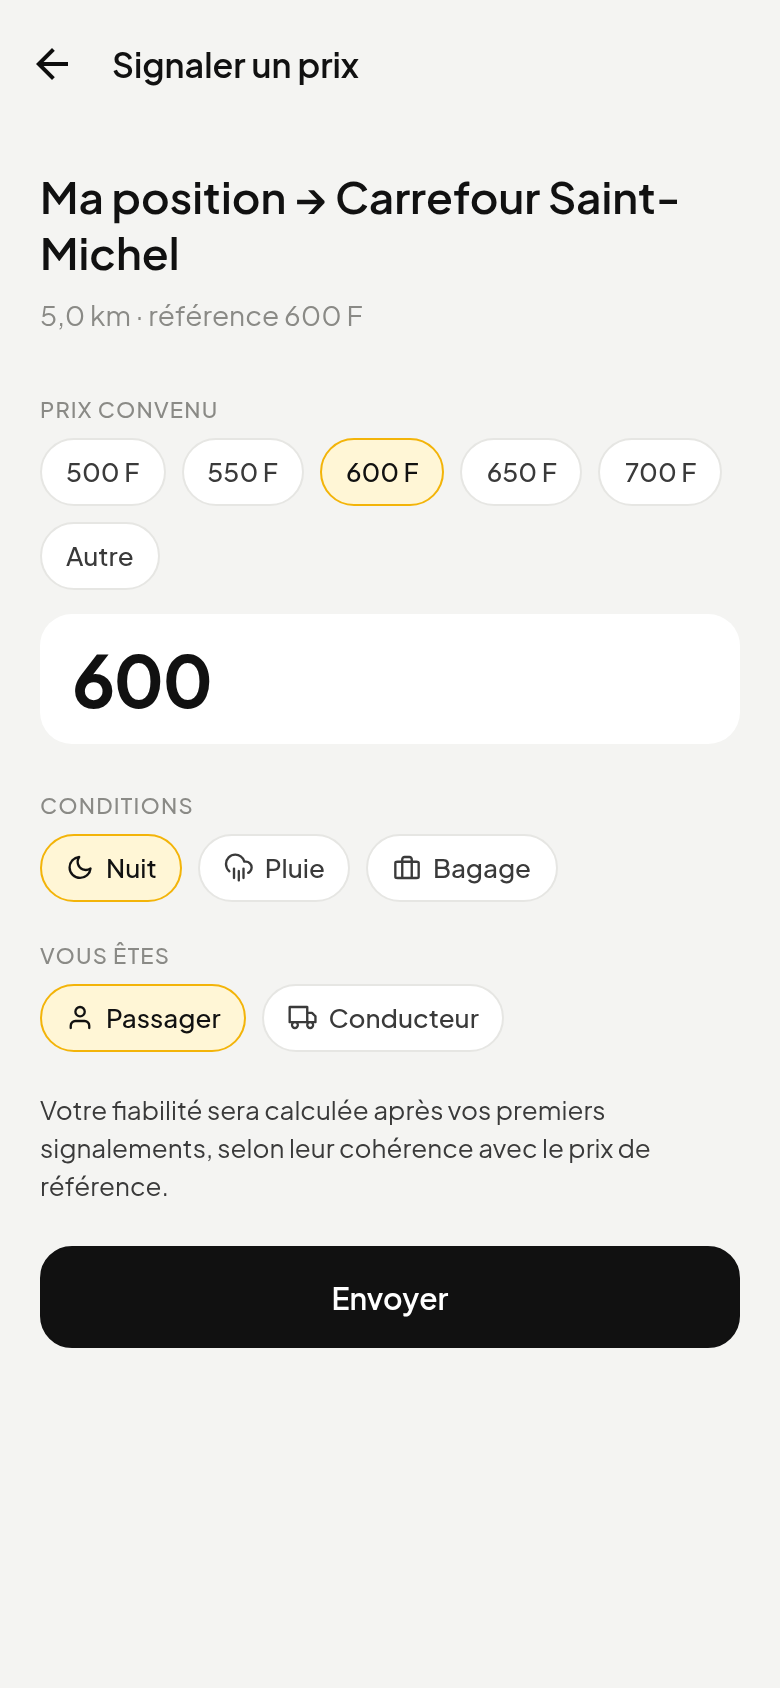 Signaler un prix
Ma position → Carrefour Saint-
Michel
5,0 km · référence 600 F
PRIX CONVENU
500 F 550 F 600 F 650 F 700 F
Autre
600
CONDITIONS
Nuit Pluie Bagage
VOUS ÊTES
Passager Conducteur
Votre fiabilité sera calculée après vos premiers
signalements, selon leur cohérence avec le prix de
référence.
Envoyer